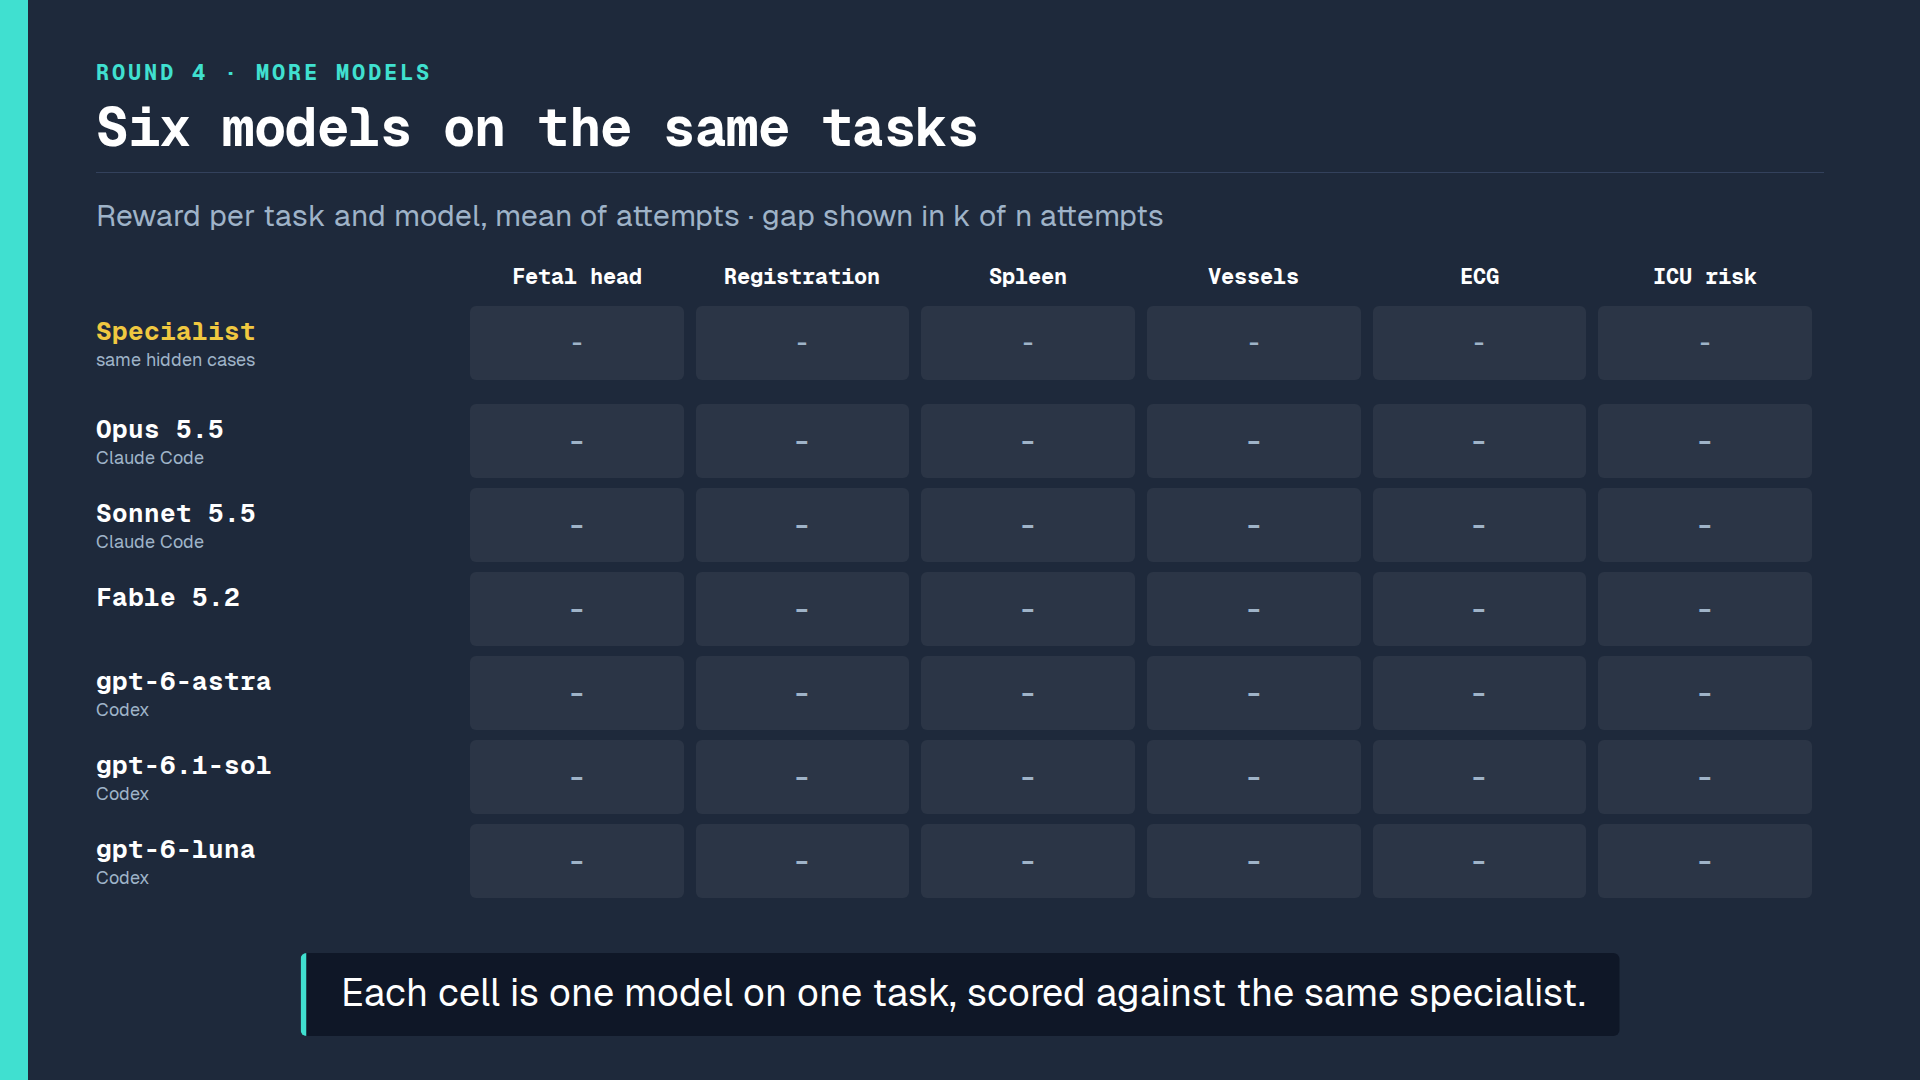 ROUND 4 · MORE MODELS
Six models on the same tasks
Reward per task and model, mean of attempts · gap shown in k of n attempts
Fetal head Registration Spleen Vessels ECG ICU risk
Specialist - - - - - -
same hidden cases
Opus 5.5 – – – – – –
Claude Code
Sonnet 5.5 – – – – – –
Claude Code
Fable 5.2 – – – – – –
gpt-6-astra – – – – – –
Codex
gpt-6.1-sol – – – – – –
Codex
gpt-6-luna – – – – – –
Codex
Each cell is one model on one task, scored against the same specialist.